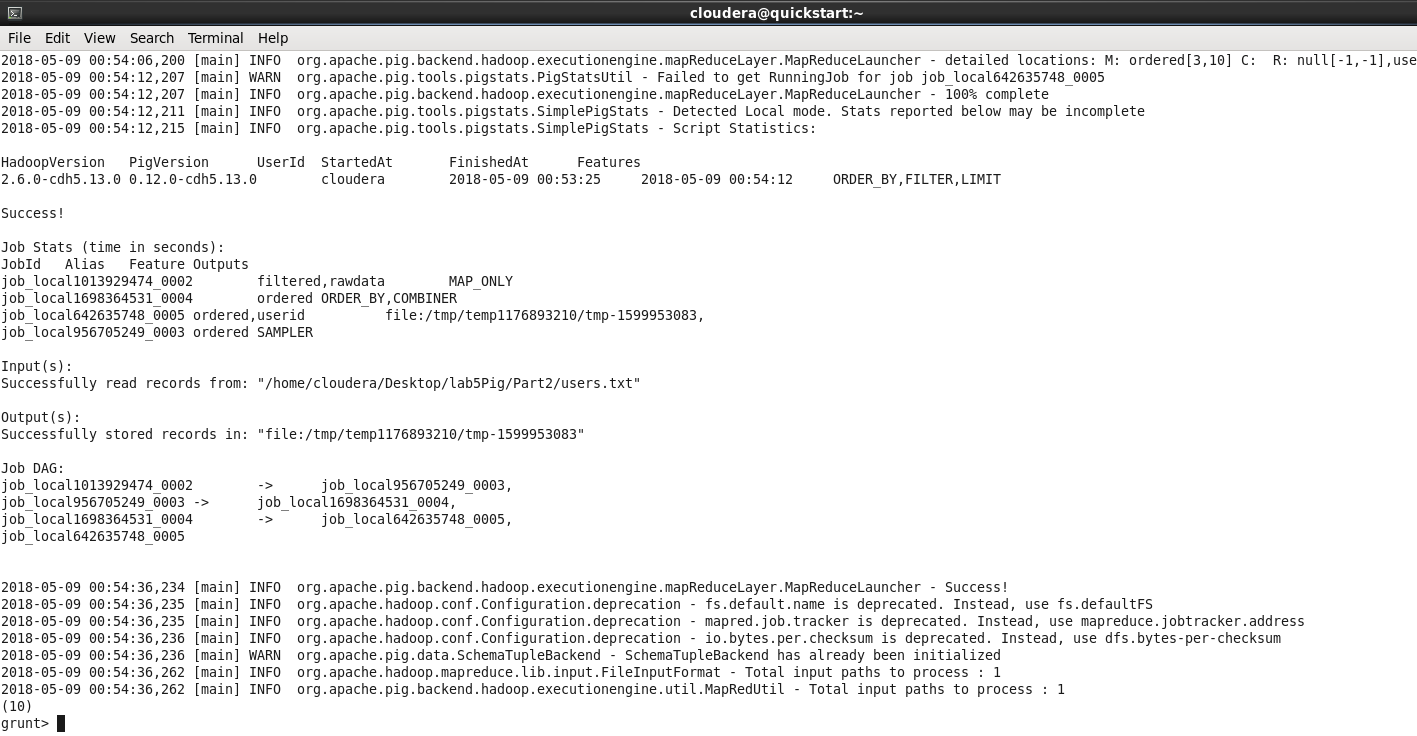 cloudera@quickstart:~
File Edit View Search Terminal Help
2018-05-09 00:54:06,200 [main] INFO  org.apache.pig.backend.hadoop.executionengine.mapReduceLayer.MapReduceLauncher - detailed locations: M: ordered[3,10] C:  R: null[-1,-1],use
2018-05-09 00:54:12,207 [main] WARN  org.apache.pig.tools.pigstats.PigStatsUtil - Failed to get RunningJob for job job_local642635748_0005
2018-05-09 00:54:12,207 [main] INFO  org.apache.pig.backend.hadoop.executionengine.mapReduceLayer.MapReduceLauncher - 100% complete
2018-05-09 00:54:12,211 [main] INFO  org.apache.pig.tools.pigstats.SimplePigStats - Detected Local mode. Stats reported below may be incomplete
2018-05-09 00:54:12,215 [main] INFO  org.apache.pig.tools.pigstats.SimplePigStats - Script Statistics:
HadoopVersion   PigVersion      UserId  StartedAt       FinishedAt      Features
2.6.0-cdh5.13.0 0.12.0-cdh5.13.0        cloudera        2018-05-09 00:53:25     2018-05-09 00:54:12     ORDER_BY,FILTER,LIMIT
Success!
Job Stats (time in seconds):
JobId   Alias   Feature Outputs
job_local1013929474_0002        filtered,rawdata        MAP_ONLY
job_local1698364531_0004        ordered ORDER_BY,COMBINER
job_local642635748_0005 ordered,userid          file:/tmp/temp1176893210/tmp-1599953083,
job_local956705249_0003 ordered SAMPLER
Input(s):
Successfully read records from: "/home/cloudera/Desktop/lab5Pig/Part2/users.txt"
Output(s):
Successfully stored records in: "file:/tmp/temp1176893210/tmp-1599953083"
Job DAG:
job_local1013929474_0002        ->      job_local956705249_0003,
job_local956705249_0003 ->      job_local1698364531_0004,
job_local1698364531_0004        ->      job_local642635748_0005,
job_local642635748_0005
2018-05-09 00:54:36,234 [main] INFO  org.apache.pig.backend.hadoop.executionengine.mapReduceLayer.MapReduceLauncher - Success!
2018-05-09 00:54:36,235 [main] INFO  org.apache.hadoop.conf.Configuration.deprecation - fs.default.name is deprecated. Instead, use fs.defaultFS
2018-05-09 00:54:36,235 [main] INFO  org.apache.hadoop.conf.Configuration.deprecation - mapred.job.tracker is deprecated. Instead, use mapreduce.jobtracker.address
2018-05-09 00:54:36,236 [main] INFO  org.apache.hadoop.conf.Configuration.deprecation - io.bytes.per.checksum is deprecated. Instead, use dfs.bytes-per-checksum
2018-05-09 00:54:36,236 [main] WARN  org.apache.pig.data.SchemaTupleBackend - SchemaTupleBackend has already been initialized
2018-05-09 00:54:36,262 [main] INFO  org.apache.hadoop.mapreduce.lib.input.FileInputFormat - Total input paths to process : 1
2018-05-09 00:54:36,262 [main] INFO  org.apache.pig.backend.hadoop.executionengine.util.MapRedUtil - Total input paths to process : 1
(10)
grunt>